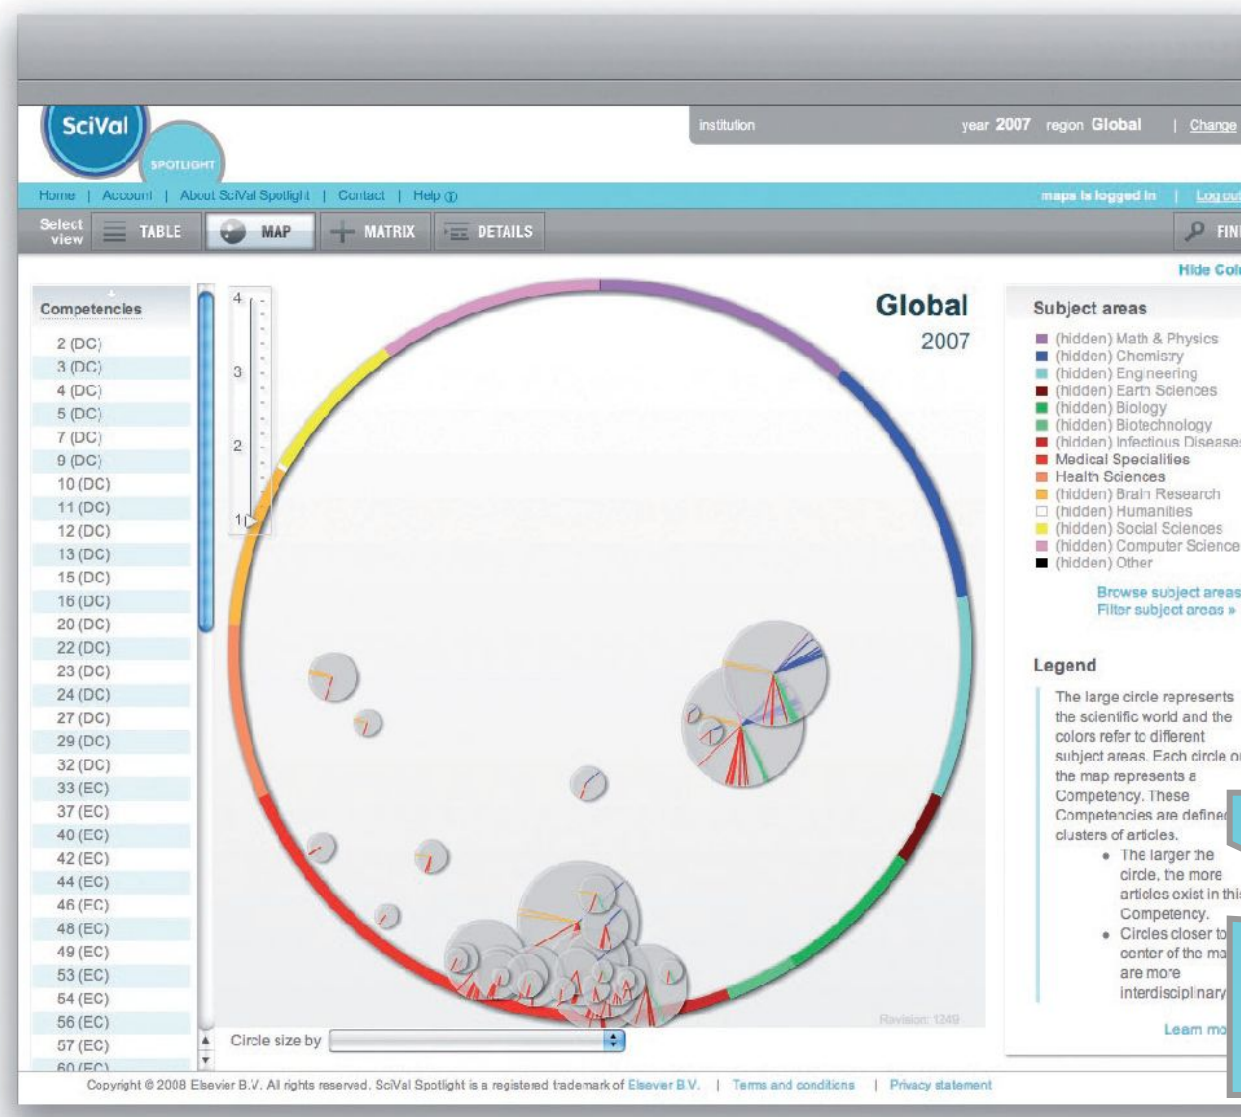 SciVal
SPOTLIGHT
institution
year 2007 region Global | Change
Home | Account | About SciVal Spotlight | Contact | Help
maps is logged in | Log out
Select view
TABLE
MAP
MATRIX
DETAILS
FIN
Hide Col
Competencies
2 (DC)
3 (DC)
4 (DC)
5 (DC)
7 (DC)
9 (DC)
10 (DC)
11 (DC)
12 (DC)
13 (DC)
15 (DC)
16 (DC)
20 (DC)
22 (DC)
23 (DC)
24 (DC)
27 (DC)
29 (DC)
32 (DC)
33 (EC)
37 (EC)
40 (EC)
42 (EC)
44 (EC)
46 (EC)
48 (EC)
49 (EC)
53 (EC)
54 (EC)
56 (EC)
57 (EC)
60 (EC)
4
3
2
1
Global
2007
Revision: 1249
Circle size by
Subject areas
(hidden) Math & Physics
(hidden) Chemistry
(hidden) Engineering
(hidden) Earth Sciences
(hidden) Biology
(hidden) Biotechnology
(hidden) Infectious Diseases
Medical Specialities
Health Sciences
(hidden) Brain Research
(hidden) Humanities
(hidden) Social Sciences
(hidden) Computer Science
(hidden) Other
Browse subject areas
Filter subject areas »
Legend
The large circle represents
the scientific world and the
colors refer to different
subject areas. Each circle o
the map represents a
Competency. These
Competencies are defined
clusters of articles.
• The larger the
circle, the more
articles exist in this
Competency.
• Circles closer to
center of the ma
are more
interdisciplinary
Learn mo
Copyright © 2008 Elsevier B.V. All rights reserved. SciVal Spotlight is a registered trademark of Elsevier B.V. | Terms and conditions | Privacy statement